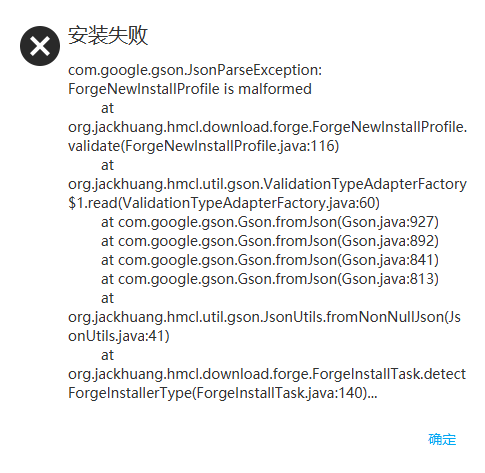 安装失败
com.google.gson.JsonParseException:
ForgeNewInstallProfile is malformed
at
org.jackhuang.hmcl.download.forge.ForgeNewInstallProfile.
validate(ForgeNewInstallProfile.java:116)
at
org.jackhuang.hmcl.util.gson.ValidationTypeAdapterFactory
$1.read(ValidationTypeAdapterFactory.java:60)
at com.google.gson.Gson.fromJson(Gson.java:927)
at com.google.gson.Gson.fromJson(Gson.java:892)
at com.google.gson.Gson.fromJson(Gson.java:841)
at com.google.gson.Gson.fromJson(Gson.java:813)
at
org.jackhuang.hmcl.util.gson.JsonUtils.fromNonNullJson(Js
onUtils.java:41)
at
org.jackhuang.hmcl.download.forge.ForgeInstallTask.detect
ForgeInstallerType(ForgeInstallTask.java:140)...
确定